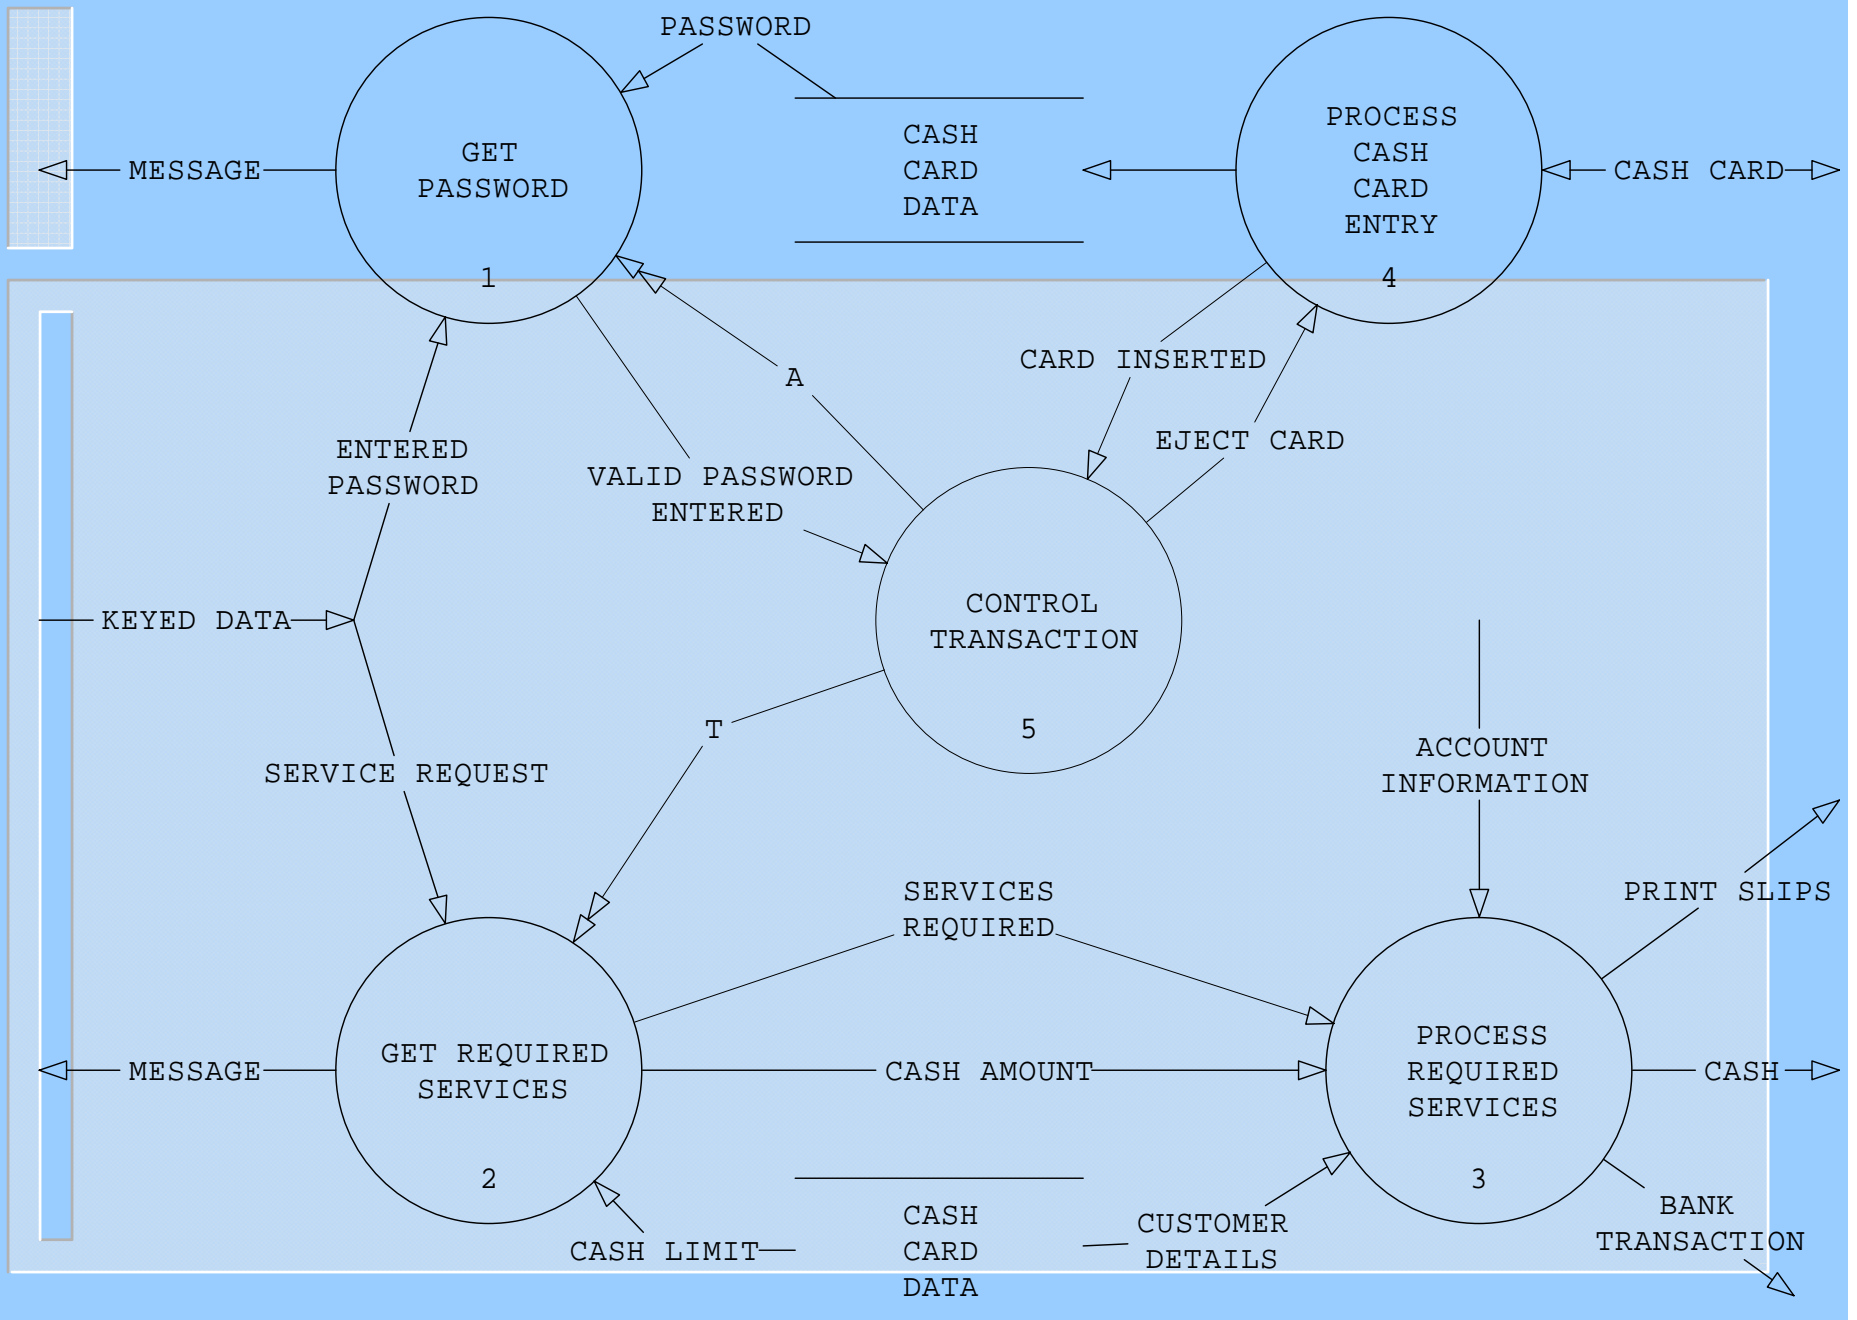 PASSWORD
GET
PASSWORD
1
MESSAGE
CASH
CARD
DATA
PROCESS
CASH
CARD
ENTRY
4
CASH CARD
CARD INSERTED
A
EJECT CARD
ENTERED
PASSWORD
VALID PASSWORD
ENTERED
KEYED DATA
CONTROL
TRANSACTION
5
T
SERVICE REQUEST
ACCOUNT
INFORMATION
SERVICES
REQUIRED
PRINT SLIPS
MESSAGE
GET REQUIRED
SERVICES
2
CASH AMOUNT
PROCESS
REQUIRED
SERVICES
3
CASH
CASH LIMIT
CASH
CARD
DATA
CUSTOMER
DETAILS
BANK
TRANSACTION